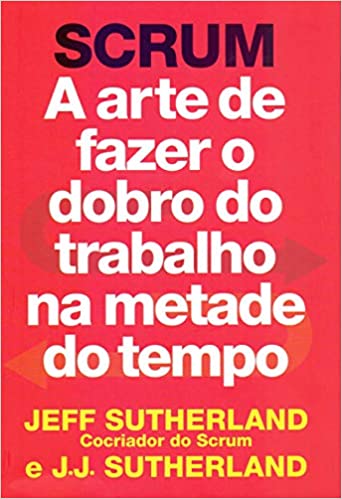 SCRUM
A arte de
fazer o
dobro do
trabalho
na metade
do tempo
JEFF SUTHERLAND
Cocriador do Scrum
e J.J. SUTHERLAND